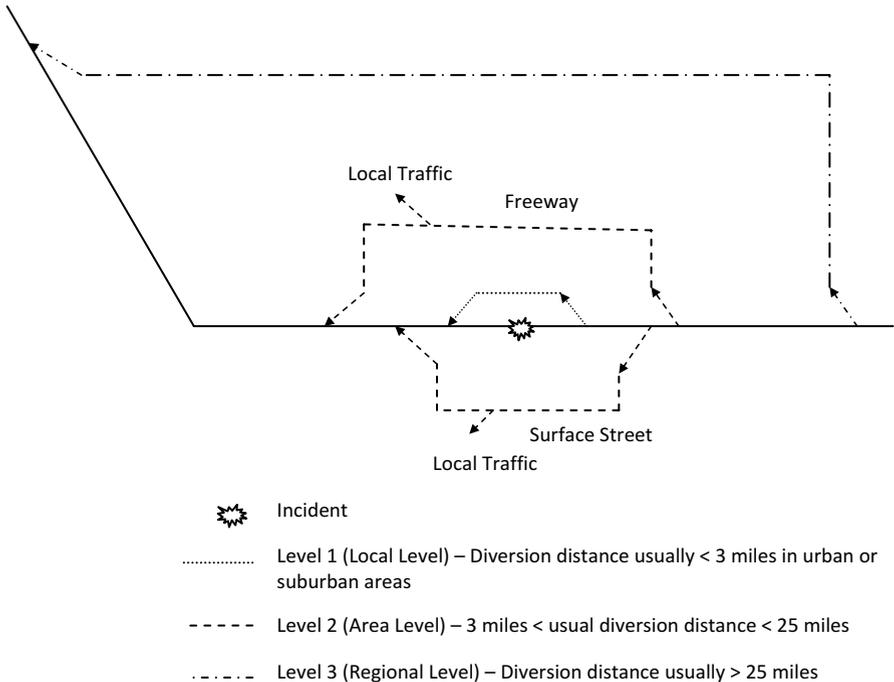 Local Traffic
Freeway
Surface Street
Local Traffic
Incident
Level 1 (Local Level) – Diversion distance usually < 3 miles in urban or
suburban areas
Level 2 (Area Level) – 3 miles < usual diversion distance < 25 miles
Level 3 (Regional Level) – Diversion distance usually > 25 miles